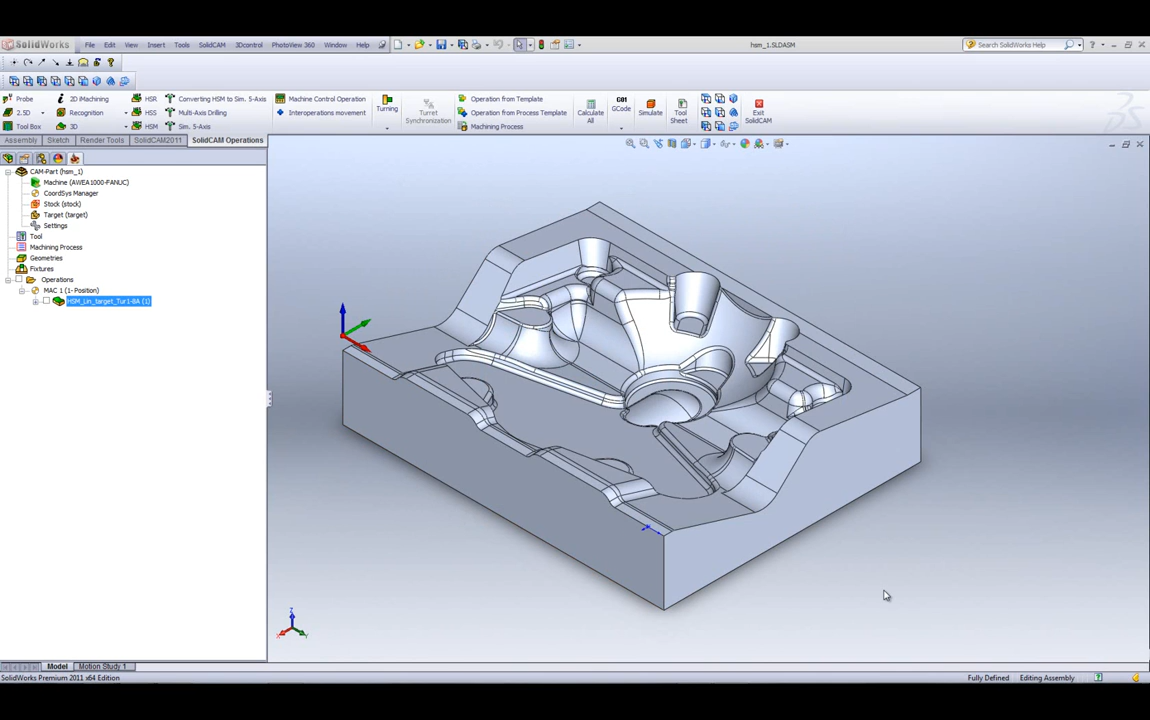 SolidWorks File Edit View Insert Tools SolidCAM 3Dcontrol PhotoView 360 Window Help hsm_1.SLDASM Search SolidWorks Help
Probe 2D iMachining HSR Converting HSM to Sim. 5-Axis Machine Control Operation Turning Turret Synchronization Operation from Template Calculate All GCode Simulate Tool Sheet Exit SolidCAM
2.5D Recognition HSS Multi-Axis Drilling Interoperations movement Operation from Process Template
Tool Box 3D HSM Sim. 5-Axis Machining Process
G01
Assembly Sketch Render Tools SolidCAM2011 SolidCAM Operations
CAM-Part (hsm_1)
Machine (AWEA1000-FANUC)
CoordSys Manager
Stock (stock)
Target (target)
Settings
Tool
Machining Process
Geometries
Fixtures
Operations
MAC 1 (1- Position)
HSM_Lin_target_Tur1-8A (1)
Z
X
Y
Model Motion Study 1
SolidWorks Premium 2011 x64 Edition Fully Defined Editing Assembly